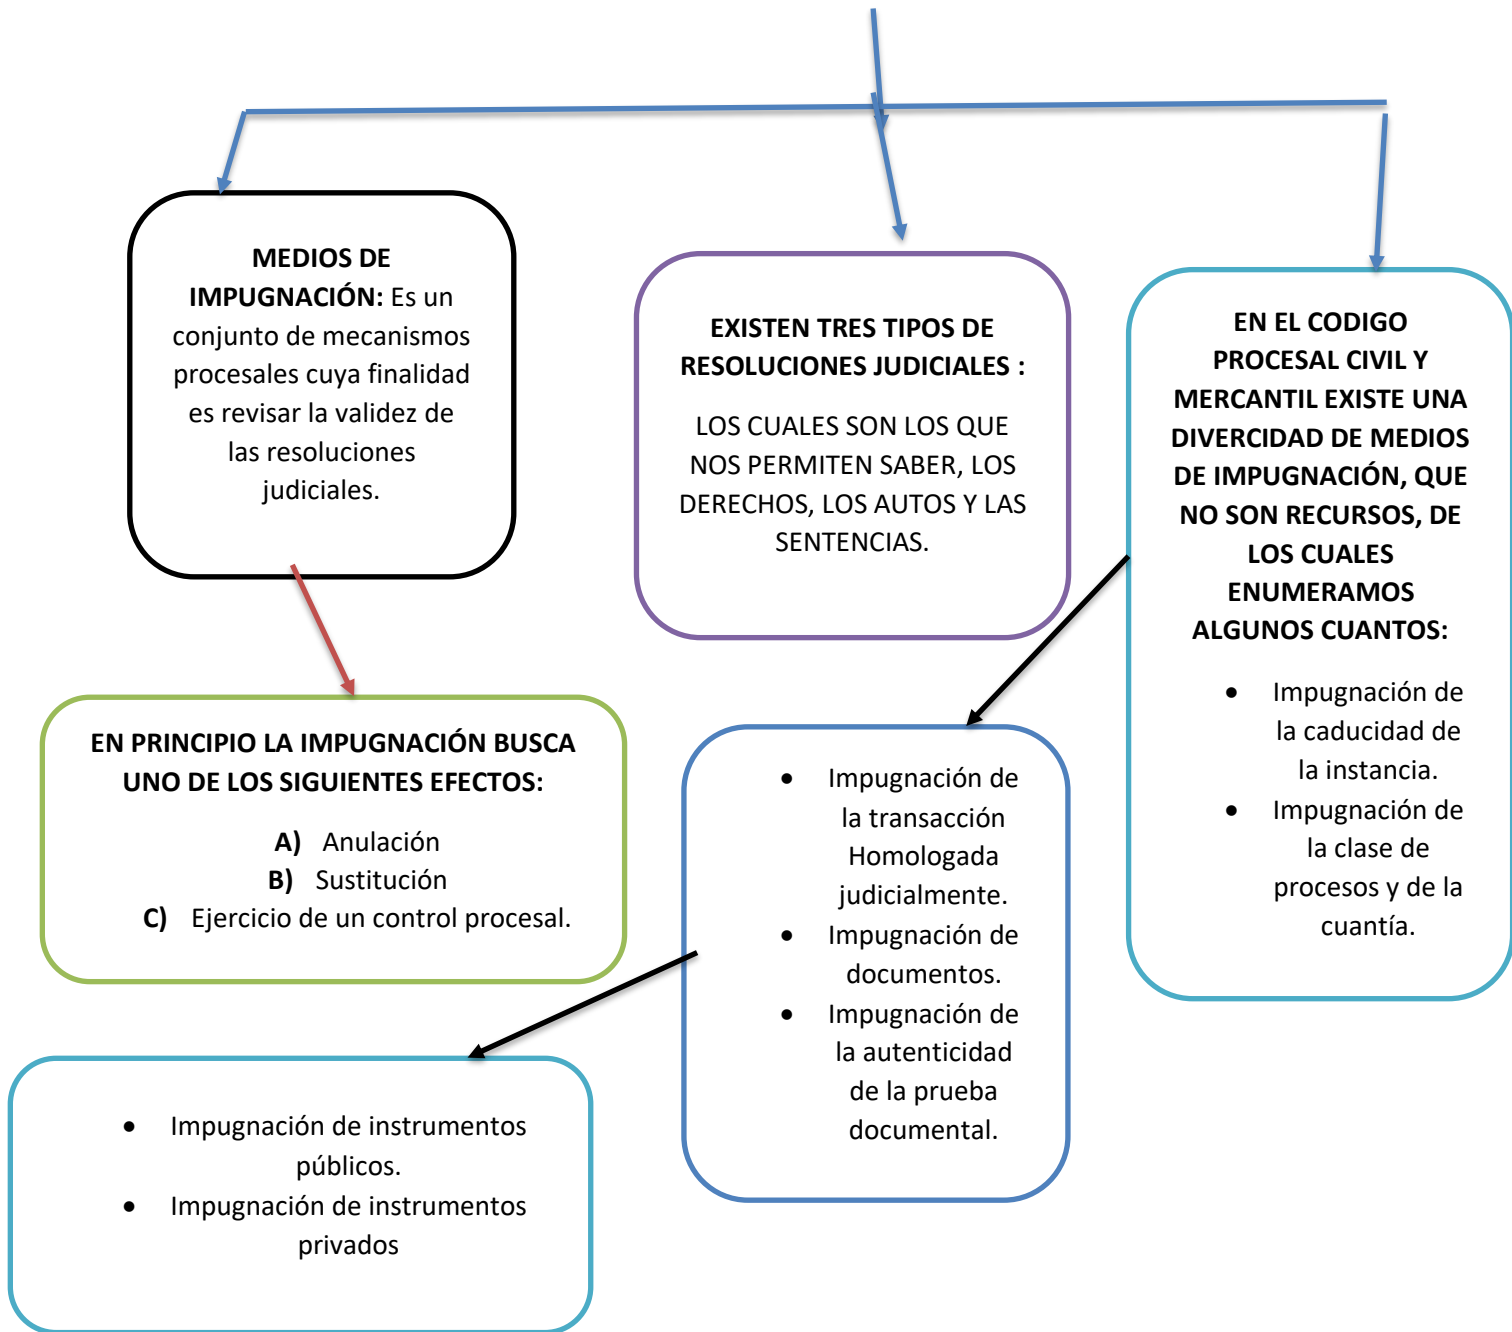 MEDIOS DE
IMPUGNACIÓN: Es un
conjunto de mecanismos
procesales cuya finalidad
es revisar la validez de
las resoluciones
judiciales.
EXISTEN TRES TIPOS DE
RESOLUCIONES JUDICIALES :
LOS CUALES SON LOS QUE
NOS PERMITEN SABER, LOS
DERECHOS, LOS AUTOS Y LAS
SENTENCIAS.
EN EL CODIGO
PROCESAL CIVIL Y
MERCANTIL EXISTE UNA
DIVERCIDAD DE MEDIOS
DE IMPUGNACIÓN, QUE
NO SON RECURSOS, DE
LOS CUALES
ENUMERAMOS
ALGUNOS CUANTOS:
• Impugnación de
la caducidad de
la instancia.
• Impugnación de
la clase de
procesos y de la
cuantía.
EN PRINCIPIO LA IMPUGNACIÓN BUSCA
UNO DE LOS SIGUIENTES EFECTOS:
A) Anulación
B) Sustitución
C) Ejercicio de un control procesal.
• Impugnación de
la transacción
Homologada
judicialmente.
• Impugnación de
documentos.
• Impugnación de
la autenticidad
de la prueba
documental.
• Impugnación de instrumentos
públicos.
• Impugnación de instrumentos
privados